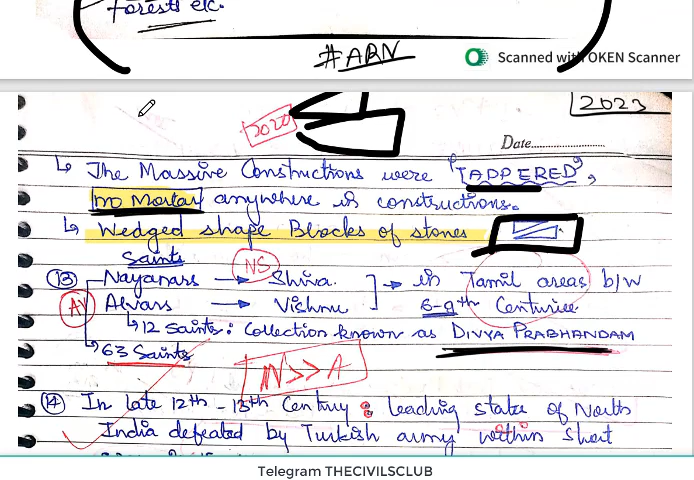 forests etc.
#ARN
Scanned with OKEN Scanner
2020
2023
Date
↳ The Massive Constructions were "TAPPERED",
no Mortar anywhere in constructions.
↳ Wedged shape Blocks of stones
Saints
NS
(13) Nayanars → Shiva.
in Tamil areas b/w
AV
Alvars → Vishnu
6-9th Centuries
↳ 12 Saints: Collection known as DIVYA PRABHANDAM
↳ 63 Saints
N>>A
(14) In late 12th - 13th Century: leading state of North
India defeated by Turkish army within short
Telegram THECIVILSCLUB